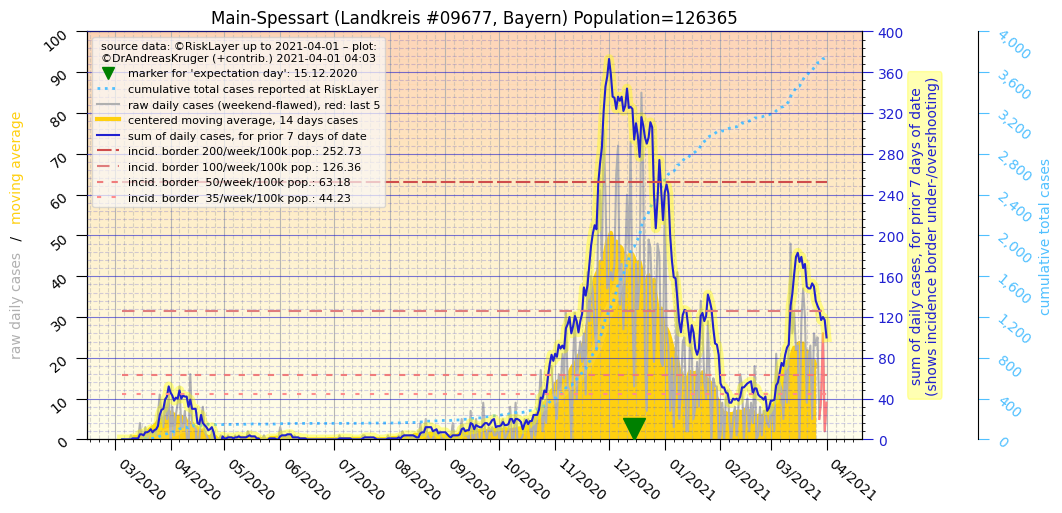 Main-Spessart (Landkreis #09677, Bayern) Population=126365
source data: ©RiskLayer up to 2021-04-01 – plot:
©DrAndreasKruger (+contrib.) 2021-04-01 04:03
marker for 'expectation day': 15.12.2020
cumulative total cases reported at RiskLayer
raw daily cases (weekend-flawed), red: last 5
centered moving average, 14 days cases
sum of daily cases, for prior 7 days of date
incid. border 200/week/100k pop.: 252.73
incid. border 100/week/100k pop.: 126.36
incid. border  50/week/100k pop.: 63.18
incid. border  35/week/100k pop.: 44.23
raw daily cases  /  moving average
100
90
80
70
60
50
40
30
20
10
0
03/2020
04/2020
05/2020
06/2020
07/2020
08/2020
09/2020
10/2020
11/2020
12/2020
01/2021
02/2021
03/2021
04/2021
400
360
320
280
240
200
160
120
80
40
0
sum of daily cases, for prior 7 days of date
(shows incidence border under-/overshooting)
4,000
3,600
3,200
2,800
2,400
2,000
1,600
1,200
800
400
0
cumulative total cases